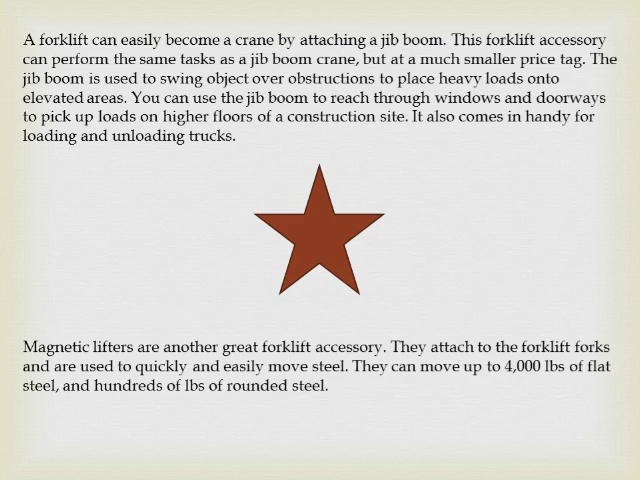 A forklift can easily become a crane by attaching a jib boom. This forklift accessory
can perform the same tasks as a jib boom crane, but at a much smaller price tag. The
jib boom is used to swing object over obstructions to place heavy loads onto
elevated areas. You can use the jib boom to reach through windows and doorways
to pick up loads on higher floors of a construction site. It also comes in handy for
loading and unloading trucks.
Magnetic lifters are another great forklift accessory. They attach to the forklift forks
and are used to quickly and easily move steel. They can move up to 4,000 lbs of flat
steel, and hundreds of lbs of rounded steel.